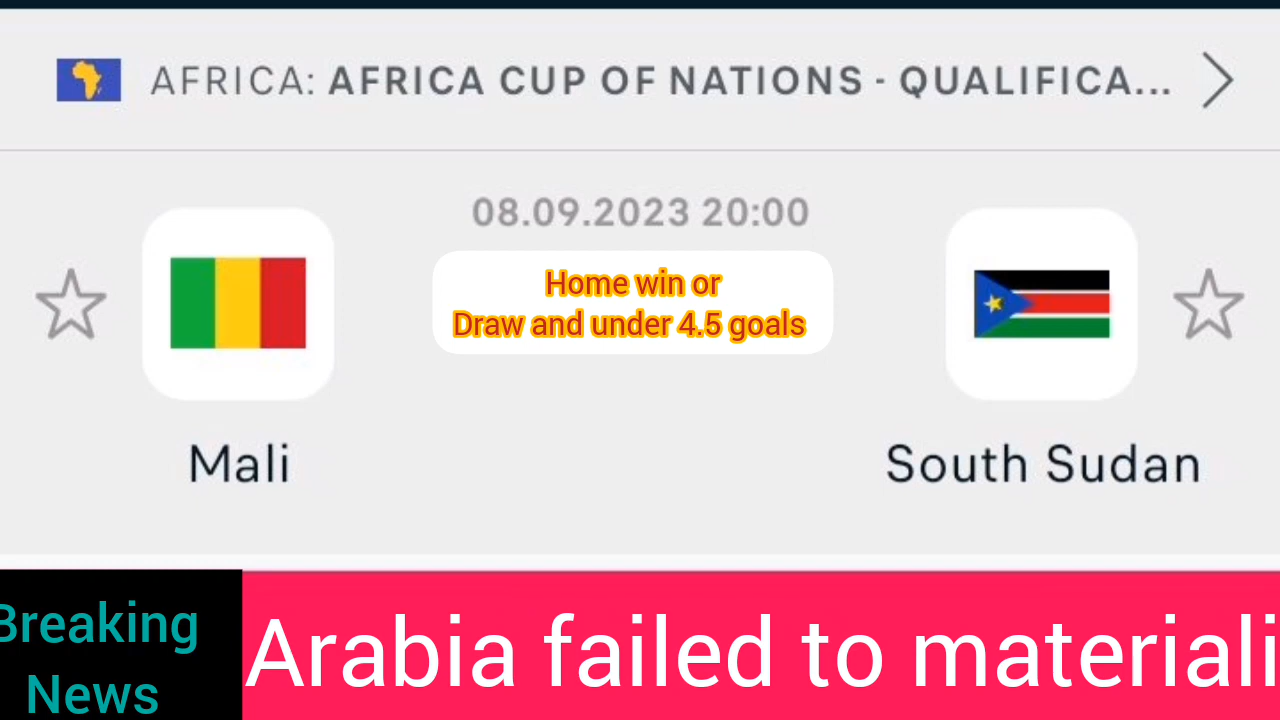 AFRICA: AFRICA CUP OF NATIONS - QUALIFICA...
08.09.2023 20:00
Home win or
Draw and under 4.5 goals
Mali
South Sudan
Breaking
News
Arabia failed to materiali